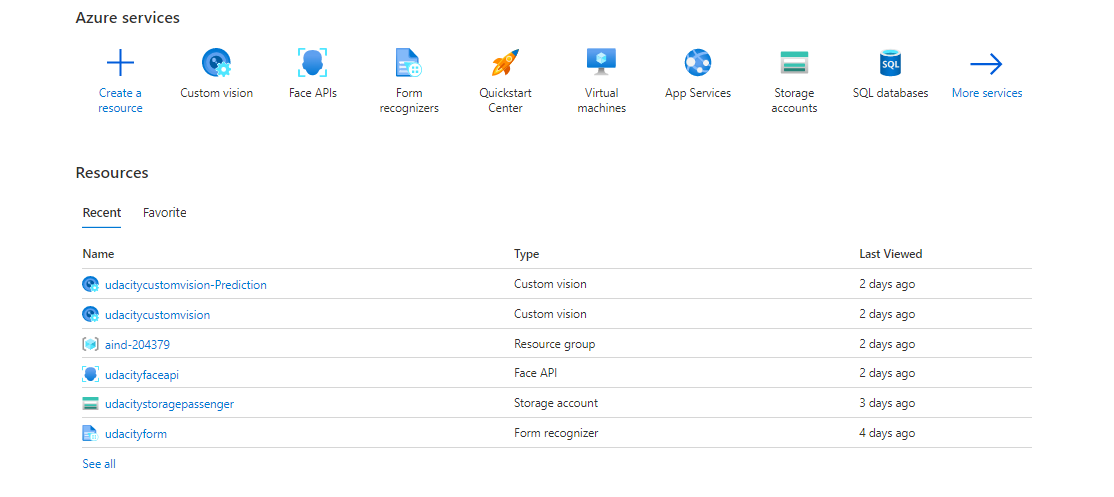 Azure services
Create a resource
Custom vision
Face APIs
Form recognizers
Quickstart Center
Virtual machines
App Services
Storage accounts
SQL
SQL databases
More services
Resources
Recent Favorite
Name Type Last Viewed
udacitycustomvision-Prediction Custom vision 2 days ago
udacitycustomvision Custom vision 2 days ago
aind-204379 Resource group 2 days ago
udacityfaceapi Face API 2 days ago
udacitystoragepassenger Storage account 3 days ago
udacityform Form recognizer 4 days ago
See all